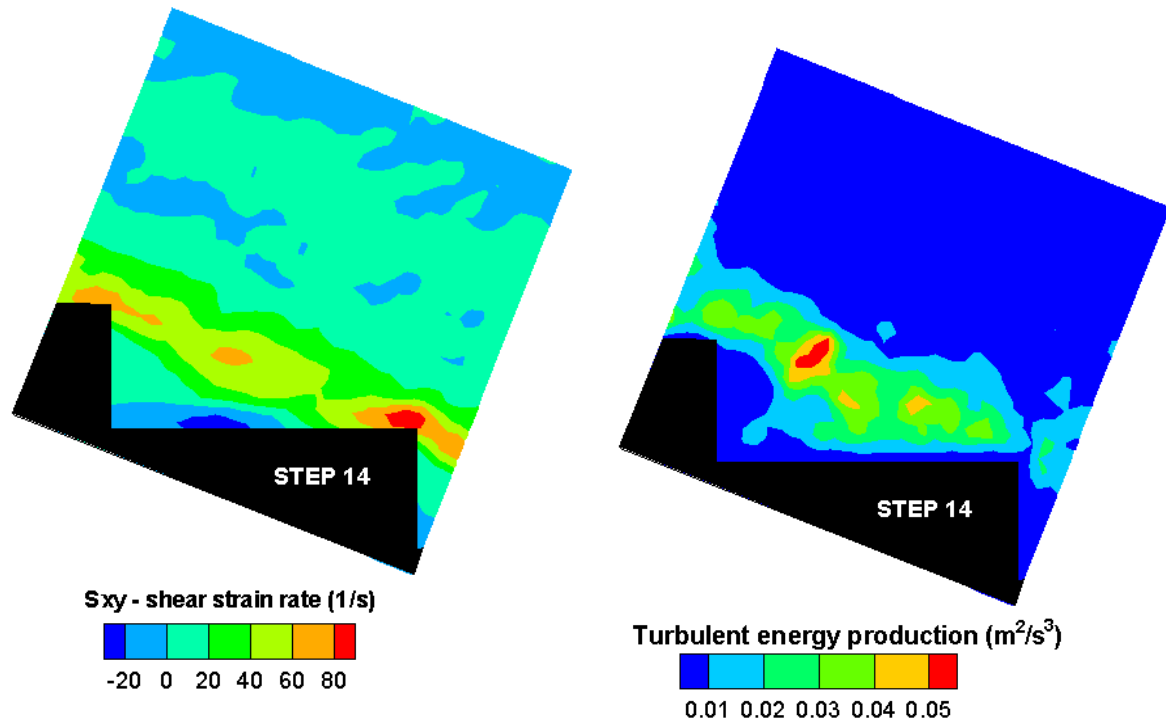 STEP 14
Sxy - shear strain rate (1/s)
-20 0 20 40 60 80
STEP 14
Turbulent energy production (m²/s³)
0.01 0.02 0.03 0.04 0.05